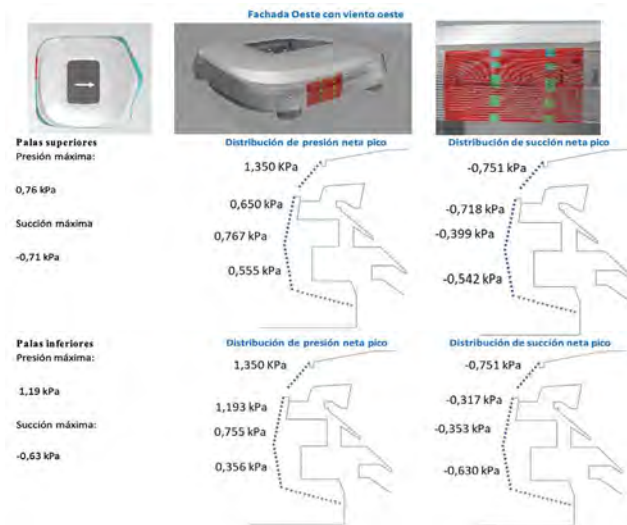 Fachada Oeste con viento oeste
Palas superiores
Presión máxima:
0,76 kPa
Succión máxima
-0,71 kPa
Distribución de presión neta pico
1,350 KPa
0,650 kPa
0,767 kPa
0,555 kPa
Distribución de succión neta pico
-0,751 kPa
-0,718 kPa
-0,399 kPa
-0,542 kPa
Palas inferiores
Presión máxima:
1,19 kPa
Succión máxima:
-0,63 kPa
Distribución de presión neta pico
1,350 kPa
1,193 kPa
0,755 kPa
0,356 kPa
Distribución de succión neta pico
-0,751 kPa
-0,317 kPa
-0,353 kPa
-0,630 kPa